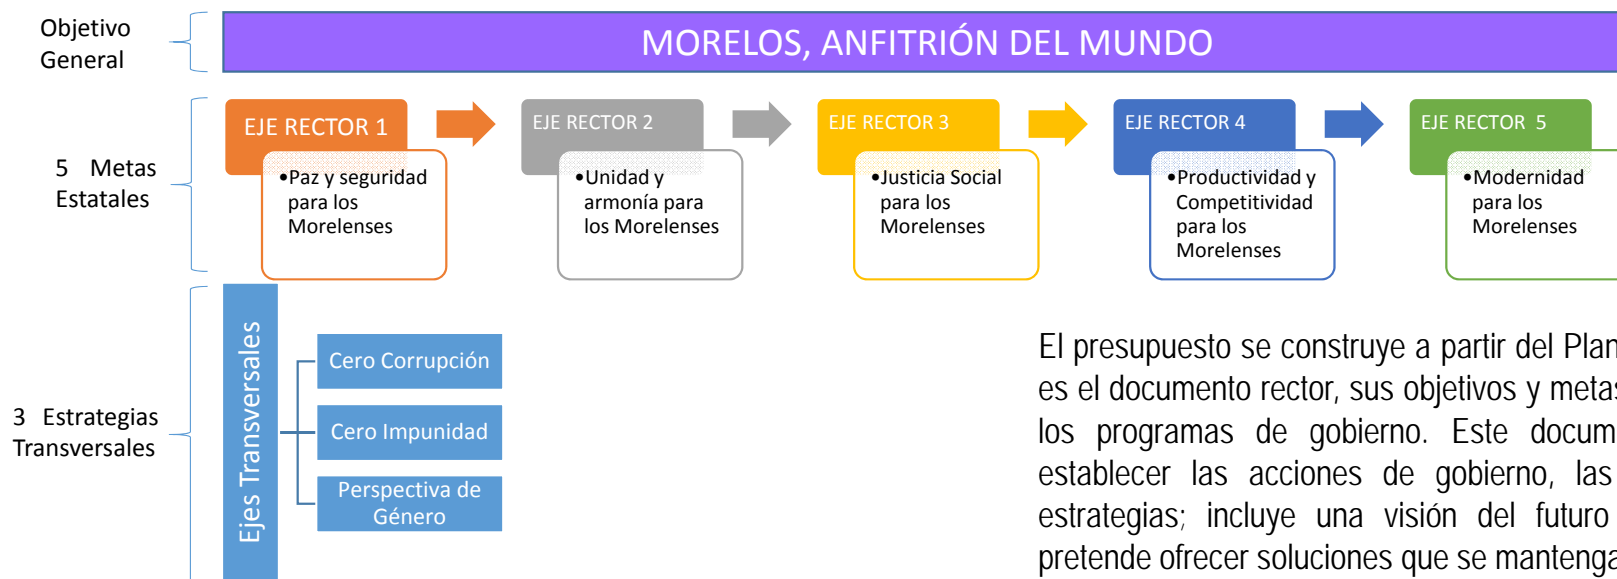 Objetivo
General
MORELOS, ANFITRIÓN DEL MUNDO
5 Metas
Estatales
EJE RECTOR 1
•Paz y seguridad
para los
Morelenses
EJE RECTOR 2
•Unidad y
armonía para
los Morelenses
EJE RECTOR 3
•Justicia Social
para los
Morelenses
EJE RECTOR 4
•Productividad y
Competitividad
para los
Morelenses
EJE RECTOR 5
•Modernidad
para los
Morelenses
3 Estrategias
Transversales
Ejes Transversales
Cero Corrupción
Cero Impunidad
Perspectiva de
Género
El presupuesto se construye a partir del Plan
es el documento rector, sus objetivos y metas
los programas de gobierno. Este docum
establecer las acciones de gobierno, las
estrategias; incluye una visión del futuro
pretende ofrecer soluciones que se mantenga